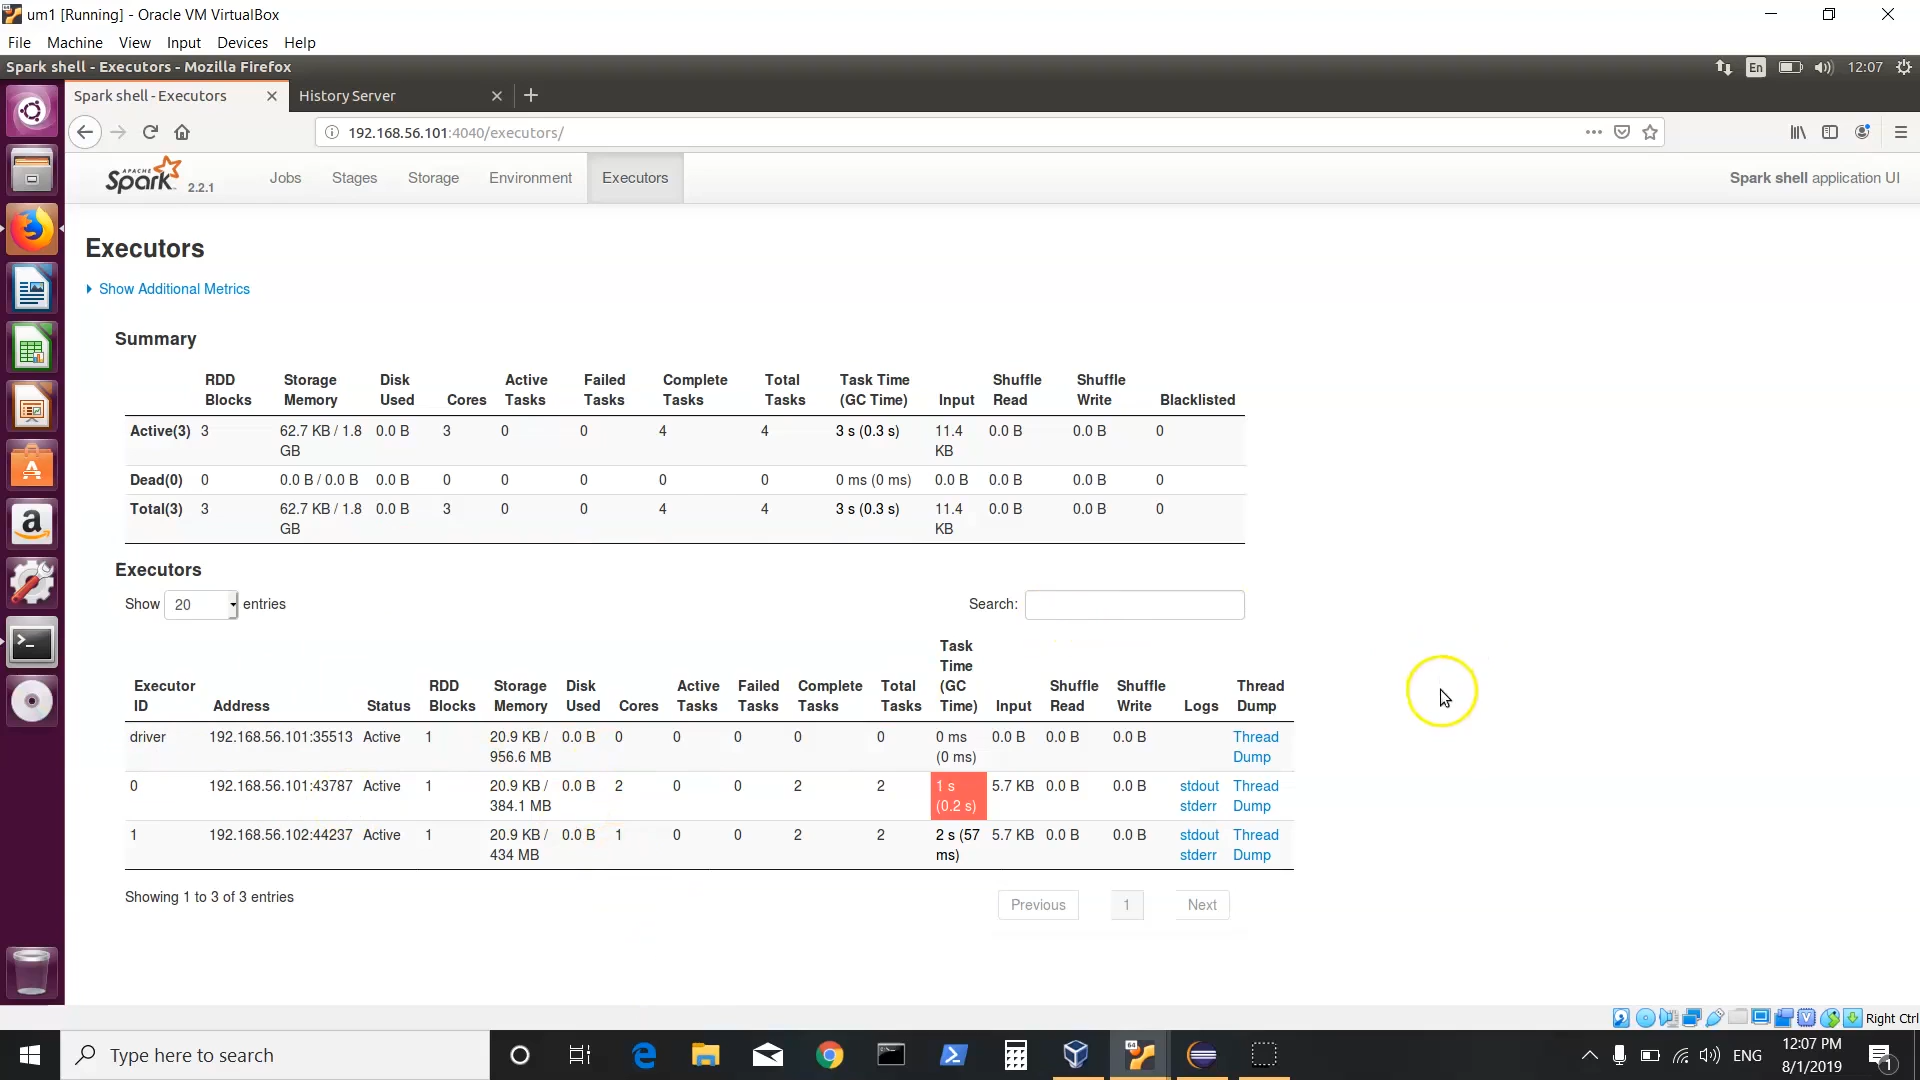 um1 [Running] - Oracle VM VirtualBox
File Machine View Input Devices Help
Spark shell - Executors - Mozilla Firefox
En 12:07
Spark shell - Executors
History Server
192.168.56.101:4040/executors/
APACHE Spark 2.2.1
Jobs Stages Storage Environment Executors
Spark shell application UI
Executors
Show Additional Metrics
Summary
RDD Blocks Storage Memory Disk Used Cores Active Tasks Failed Tasks Complete Tasks Total Tasks Task Time (GC Time) Input Shuffle Read Shuffle Write Blacklisted
Active(3) 3 62.7 KB / 1.8 GB 0.0 B 3 0 0 4 4 3 s (0.3 s) 11.4 KB 0.0 B 0.0 B 0
Dead(0) 0 0.0 B / 0.0 B 0.0 B 0 0 0 0 0 0 ms (0 ms) 0.0 B 0.0 B 0.0 B 0
Total(3) 3 62.7 KB / 1.8 GB 0.0 B 3 0 0 4 4 3 s (0.3 s) 11.4 KB 0.0 B 0.0 B 0
Executors
Show 20 entries
Search:
Executor ID Address Status RDD Blocks Storage Memory Disk Used Cores Active Tasks Failed Tasks Complete Tasks Total Tasks Task Time (GC Time) Input Shuffle Read Shuffle Write Logs Thread Dump
driver 192.168.56.101:35513 Active 1 20.9 KB / 956.6 MB 0.0 B 0 0 0 0 0 0 ms (0 ms) 0.0 B 0.0 B 0.0 B Thread Dump
0 192.168.56.101:43787 Active 1 20.9 KB / 384.1 MB 0.0 B 2 0 0 2 2 1 s (0.2 s) 5.7 KB 0.0 B 0.0 B stdout stderr Thread Dump
1 192.168.56.102:44237 Active 1 20.9 KB / 434 MB 0.0 B 1 0 0 2 2 2 s (57 ms) 5.7 KB 0.0 B 0.0 B stdout stderr Thread Dump
Showing 1 to 3 of 3 entries
Previous 1 Next
Right Ctrl
Type here to search
64
ENG
12:07 PM
8/1/2019
1